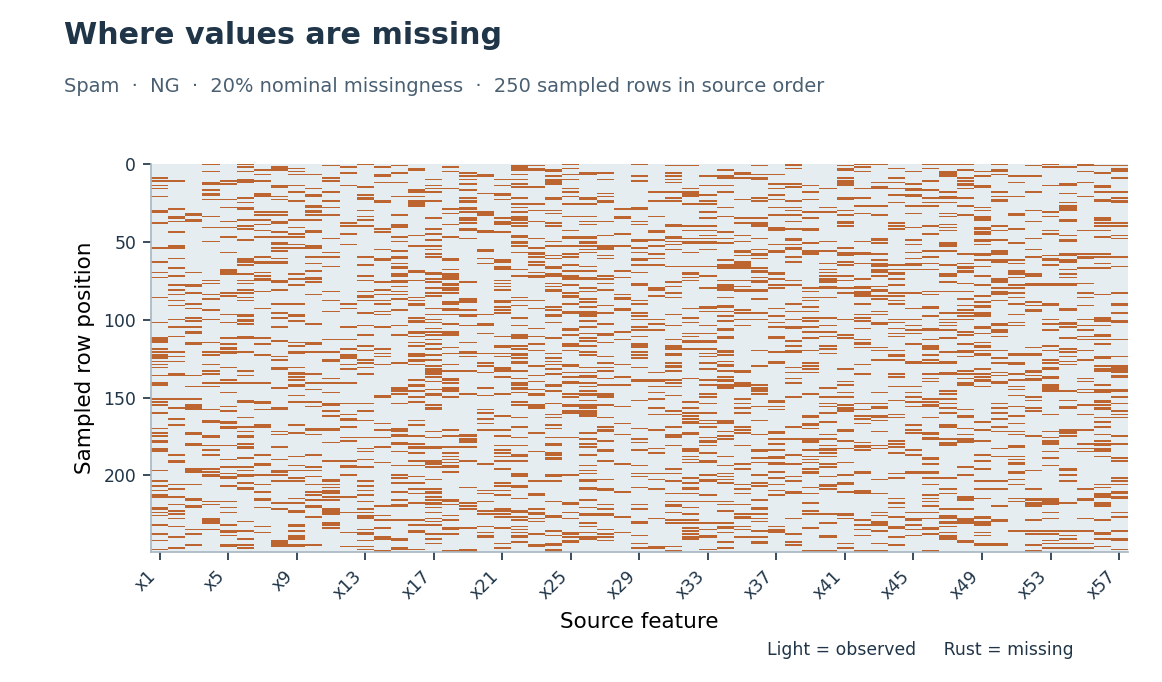 Where values are missing
Spam · NG · 20% nominal missingness · 250 sampled rows in source order
0
50
100
150
200
Sampled row position
x1 x5 x9 x13 x17 x21 x25 x29 x33 x37 x41 x45 x49 x53 x57
Source feature
Light = observed Rust = missing